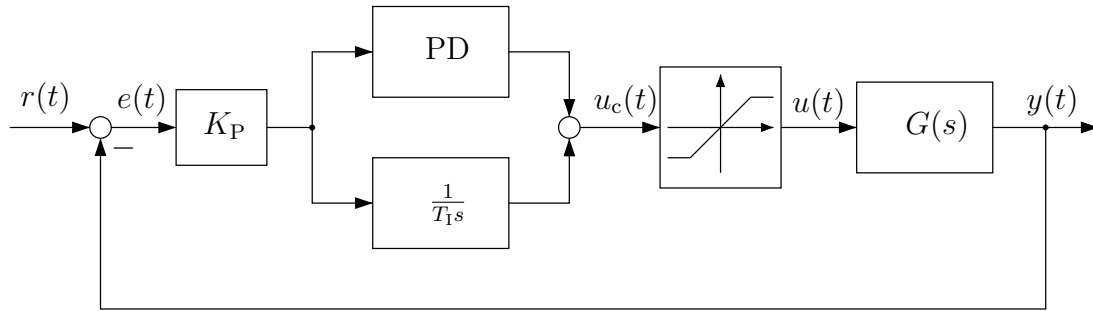 PD
r(t)
e(t)
K_P
u_c(t)
u(t)
G(s)
y(t)
−
1/(T_I s)